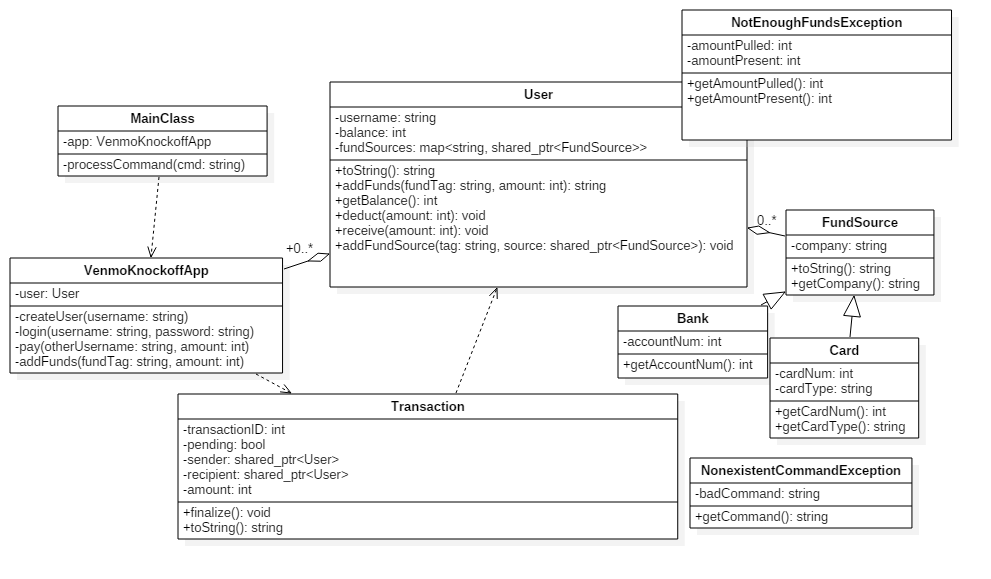 NotEnoughFundsException
-amountPulled: int
-amountPresent: int
+getAmountPulled(): int
+getAmountPresent(): int
User
-username: string
-balance: int
-fundSources: map<string, shared_ptr<FundSource>>
+toString(): string
+addFunds(fundTag: string, amount: int): string
+getBalance(): int
+deduct(amount: int): void
+receive(amount: int): void
+addFundSource(tag: string, source: shared_ptr<FundSource>): void
MainClass
-app: VenmoKnockoffApp
-processCommand(cmd: string)
+0..*
0..*
FundSource
-company: string
+toString(): string
+getCompany(): string
VenmoKnockoffApp
-user: User
-createUser(username: string)
-login(username: string, password: string)
-pay(otherUsername: string, amount: int)
-addFunds(fundTag: string, amount: int)
Bank
-accountNum: int
+getAccountNum(): int
Card
-cardNum: int
-cardType: string
+getCardNum(): int
+getCardType(): string
Transaction
-transactionID: int
-pending: bool
-sender: shared_ptr<User>
-recipient: shared_ptr<User>
-amount: int
+finalize(): void
+toString(): string
NonexistentCommandException
-badCommand: string
+getCommand(): string